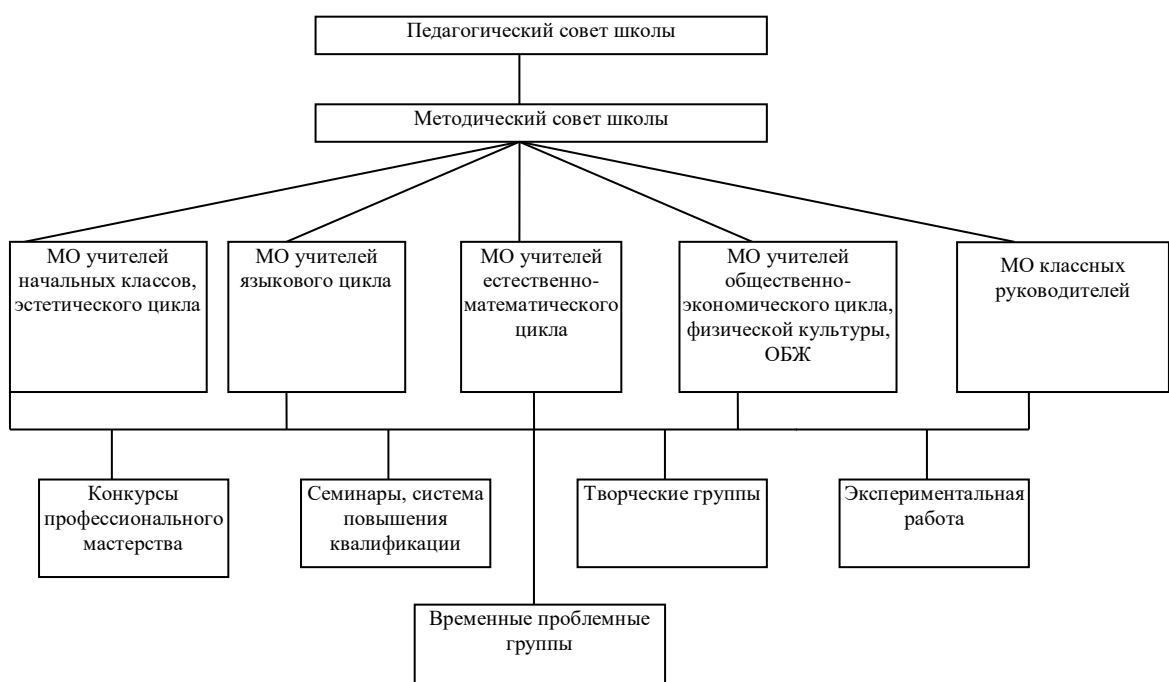 Педагогический совет школы
Методический совет школы
МО учителей
начальных классов,
эстетического цикла
МО учителей
языкового цикла
МО учителей
естественно-
математического
цикла
МО учителей
общественно-
экономического цикла,
физической культуры,
ОБЖ
МО классных
руководителей
Конкурсы
профессионального
мастерства
Семинары, система
повышения
квалификации
Творческие группы
Экспериментальная
работа
Временные проблемные
группы